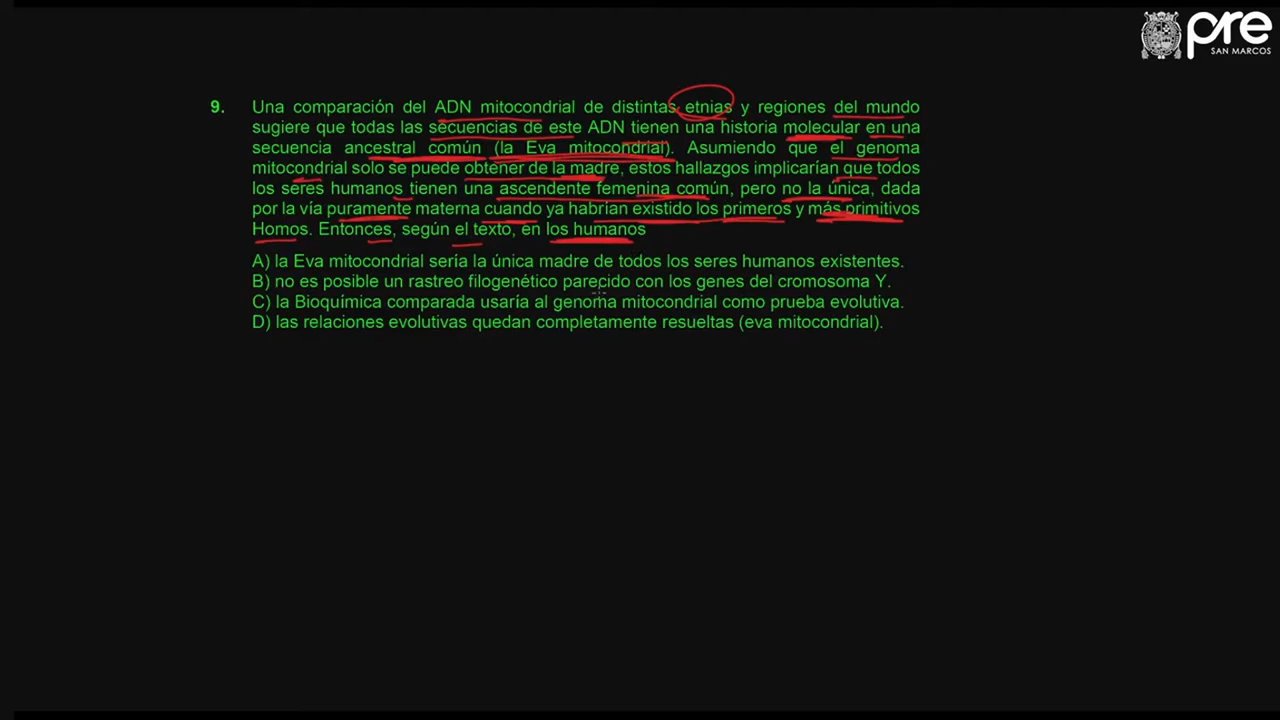 pre
SAN MARCOS
9. Una comparación del ADN mitocondrial de distintas etnias y regiones del mundo
sugiere que todas las secuencias de este ADN tienen una historia molecular en una
secuencia ancestral común (la Eva mitocondrial). Asumiendo que el genoma
mitocondrial solo se puede obtener de la madre, estos hallazgos implicarían que todos
los seres humanos tienen una ascendente femenina común, pero no la única, dada
por la vía puramente materna cuando ya habrían existido los primeros y más primitivos
Homos. Entonces, según el texto, en los humanos
A) la Eva mitocondrial sería la única madre de todos los seres humanos existentes.
B) no es posible un rastreo filogenético parecido con los genes del cromosoma Y.
C) la Bioquímica comparada usaría al genoma mitocondrial como prueba evolutiva.
D) las relaciones evolutivas quedan completamente resueltas (eva mitocondrial).